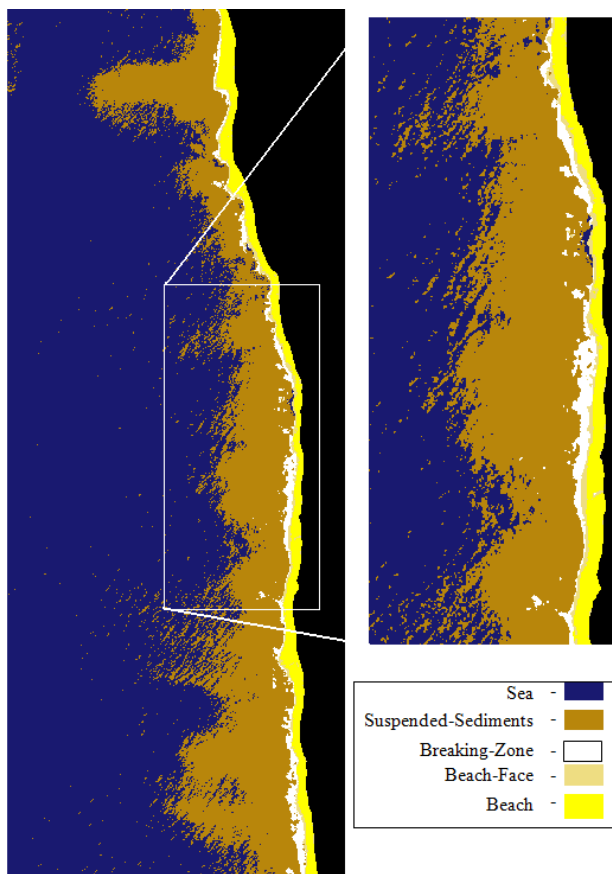 Sea -
Suspended-Sediments -
Breaking-Zone -
Beach-Face -
Beach -